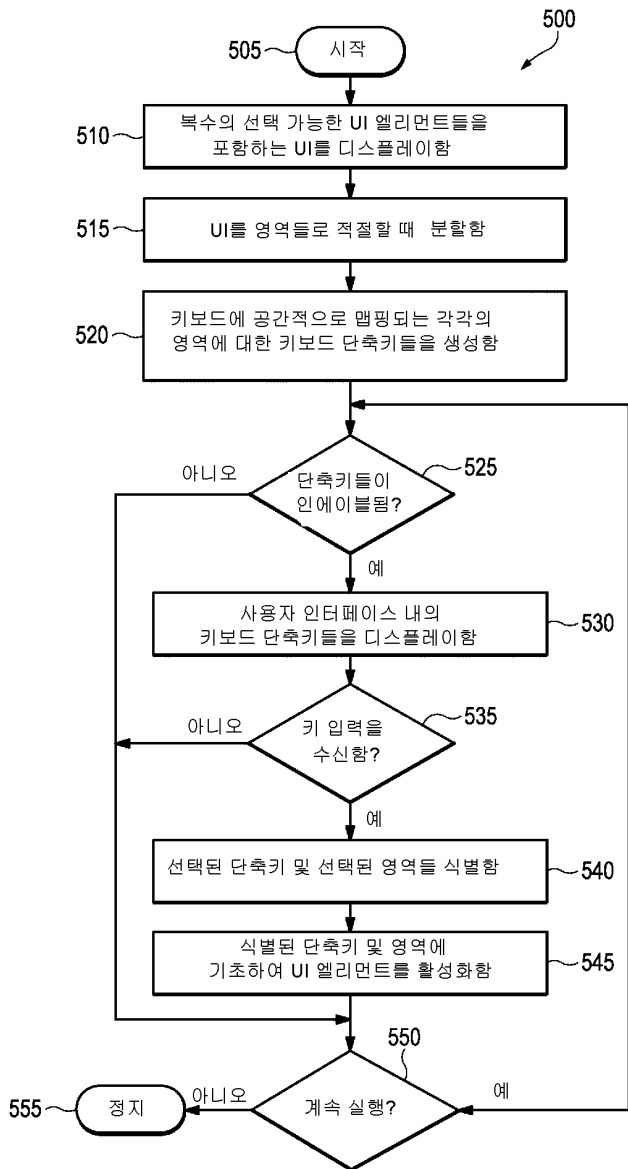 500
505
시작
510
복수의 선택 가능한 UI 엘리먼트들을
포함하는 UI를 디스플레이함
515
UI를 영역들로 적절할 때 분할함
520
키보드에 공간적으로 맵핑되는 각각의
영역에 대한 키보드 단축키들을 생성함
아니오
525
단축키들이
인에이블됨?
예
사용자 인터페이스 내의
키보드 단축키들을 디스플레이함
530
아니오
535
키 입력을
수신함?
예
선택된 단축키 및 선택된 영역들 식별함
540
식별된 단축키 및 영역에
기초하여 UI 엘리먼트를 활성화함
545
550
555
정지
아니오
계속 실행?
예